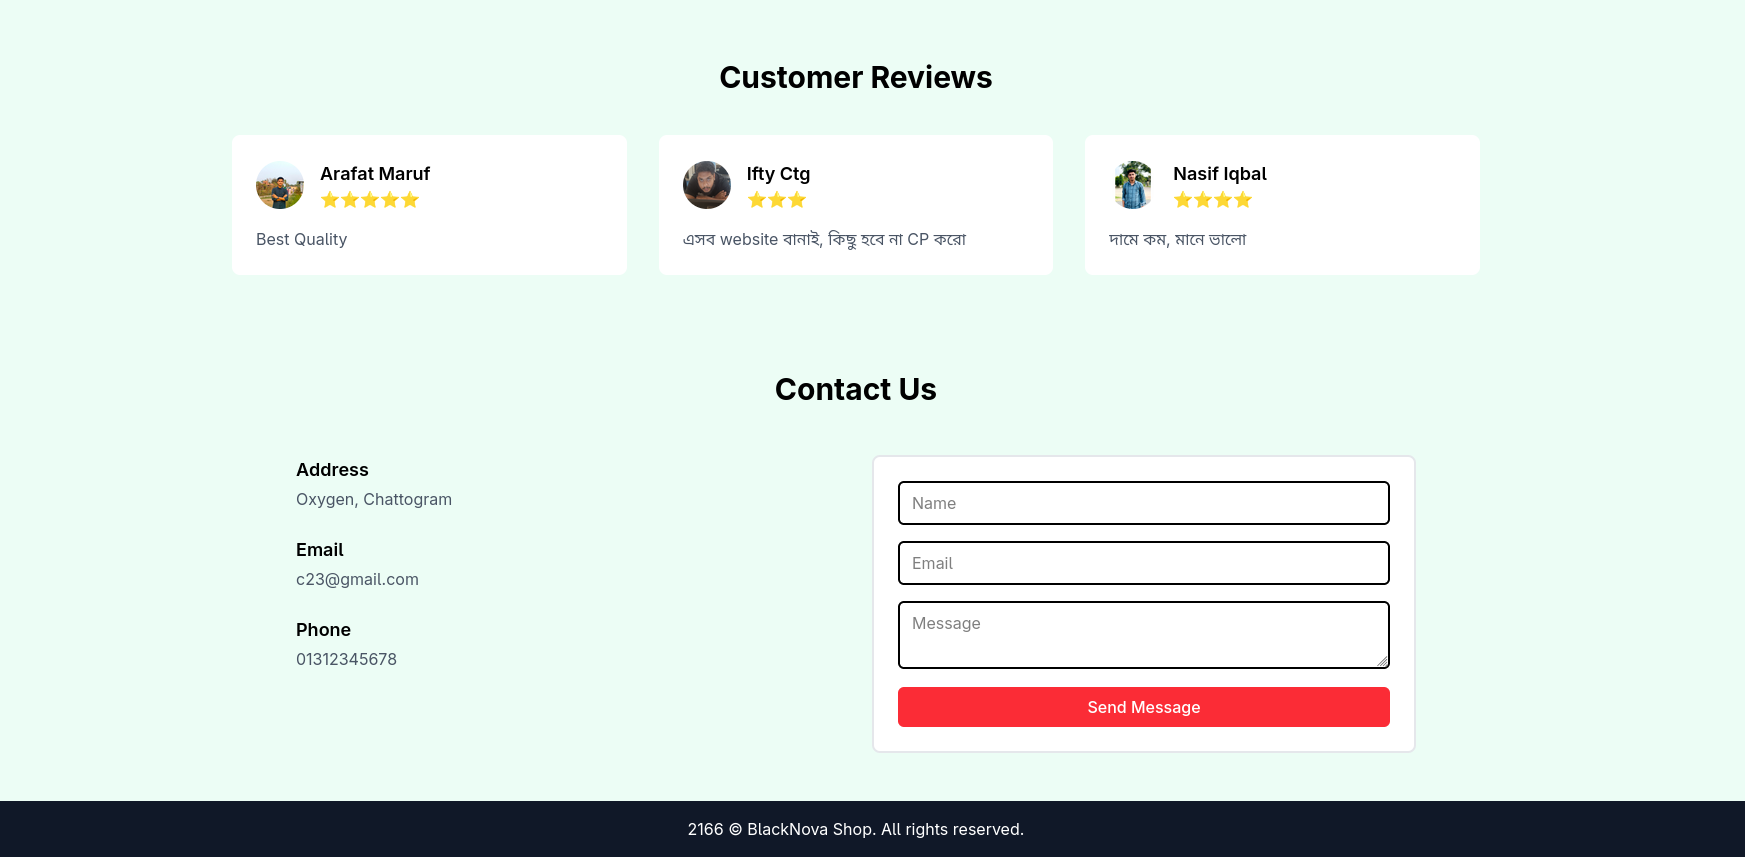 Customer Reviews
Arafat Maruf
⭐⭐⭐⭐⭐
Best Quality
Ifty Ctg
⭐⭐⭐
এসব website বানাই, কিছু হবে না CP করো
Nasif Iqbal
⭐⭐⭐⭐
দামে কম, মানে ভালো
Contact Us
Address
Oxygen, Chattogram
Email
c23@gmail.com
Phone
01312345678
Name
Email
Message
Send Message
2166 © BlackNova Shop. All rights reserved.